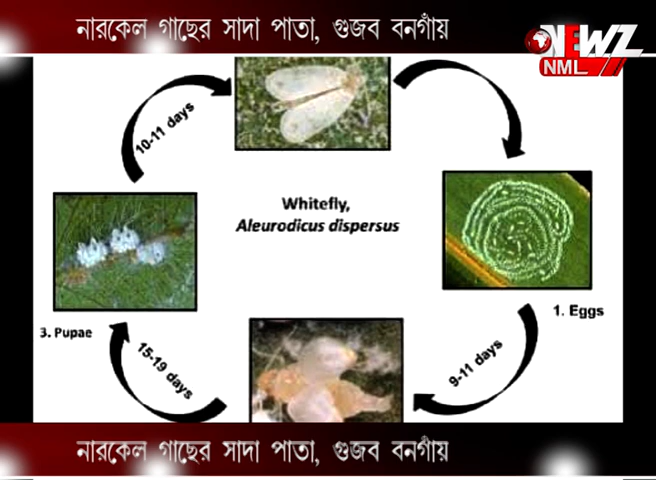 নারকেল গাছের সাদা পাতা, গুজব বনগাঁয়
NEWZ
NML
10-11 days
Whitefly,
Aleurodicus dispersus
1. Eggs
3. Pupae
15-19 days
9-11 days
নারকেল গাছের সাদা পাতা, গুজব বনগাঁয়